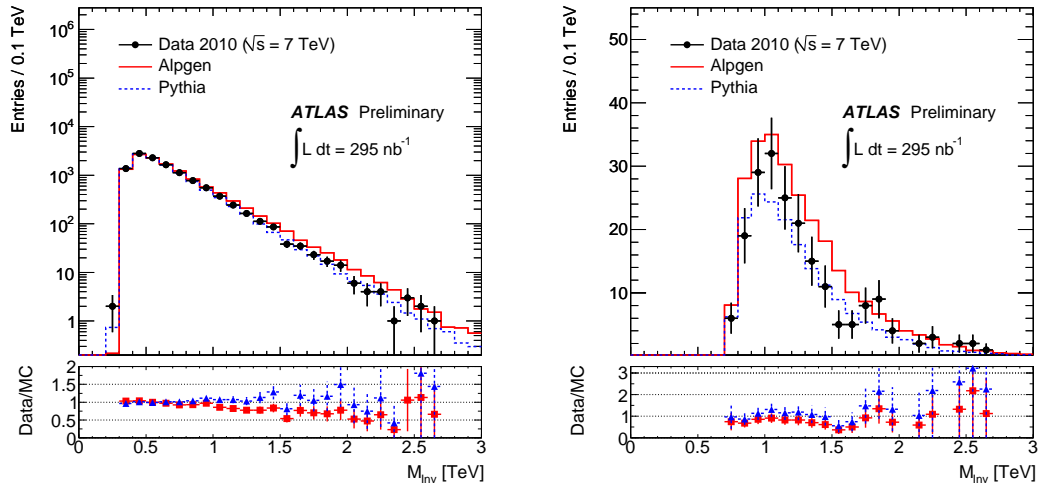 Entries / 0.1 TeV
10⁶
10⁵
10⁴
10³
10²
10
1
Data 2010 (√s = 7 TeV)
Alpgen
Pythia
ATLAS Preliminary
∫ L dt = 295 nb⁻¹
Data/MC
2
1.5
1
0.5
0
0 0.5 1 1.5 2 2.5 3
M_Inv [TeV]
Entries / 0.1 TeV
50
40
30
20
10
Data 2010 (√s = 7 TeV)
Alpgen
Pythia
ATLAS Preliminary
∫ L dt = 295 nb⁻¹
Data/MC
3
2
1
0
0 0.5 1 1.5 2 2.5 3
M_Inv [TeV]